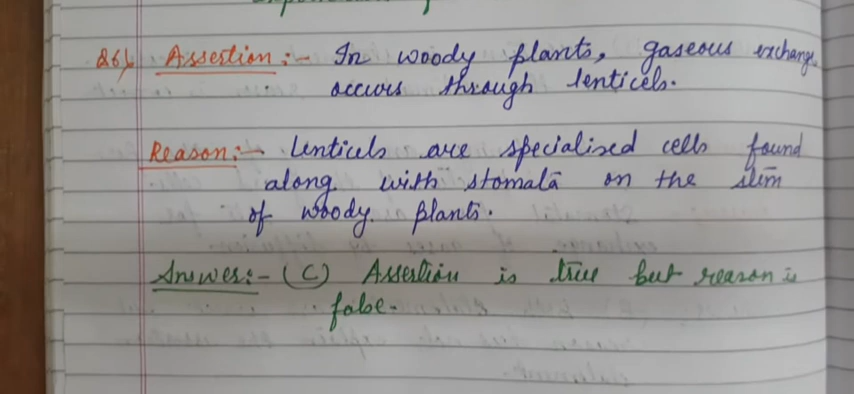 26) Assertion :- In woody plants, gaseous exchange
occurs through lenticels.
Reason :- Lenticels are specialised cells found
along with stomata on the stem
of woody plants.
Answer :- (C) Assertion is true but reason is
false.